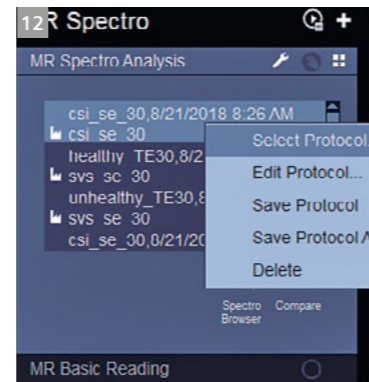 12
MR Spectro
MR Spectro Analysis
csi_se_30,8/21/2018 8:26 AM
csi_se_30
healthy_TE30,8/2
svs_se_30
unhealthy_TE30,8
svs_se_30
csi_se_30,8/21/20
Select Protocol.
Edit Protocol...
Save Protocol
Save Protocol A
Delete
Spectro Compare
Browser
MR Basic Reading